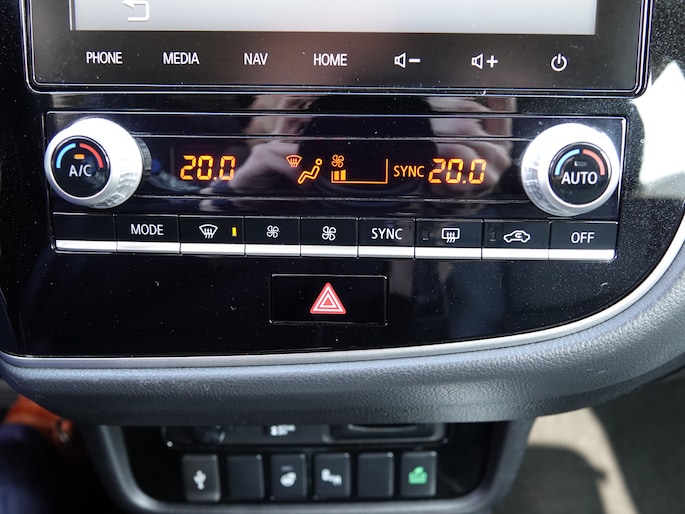 PHONE MEDIA NAV HOME
A/C 20.0 SYNC 20.0 AUTO
MODE SYNC OFF